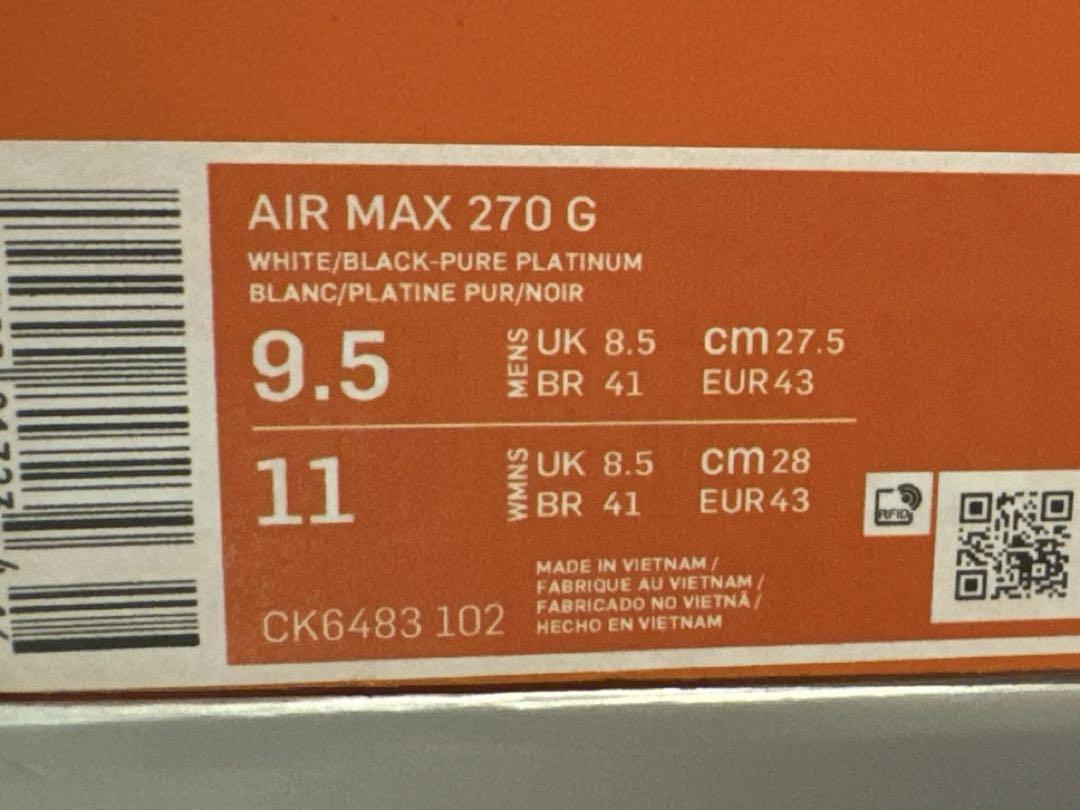 AIR MAX 270 G
WHITE/BLACK-PURE PLATINUM
BLANC/PLATINE PUR/NOIR
9.5 MENS UK 8.5 cm 27.5
BR 41 EUR 43
11 WMNS UK 8.5 cm 28
BR 41 EUR 43
RFID
MADE IN VIETNAM /
FABRIQUE AU VIETNAM /
FABRICADO NO VIETNÃ /
HECHO EN VIETNAM
CK6483 102